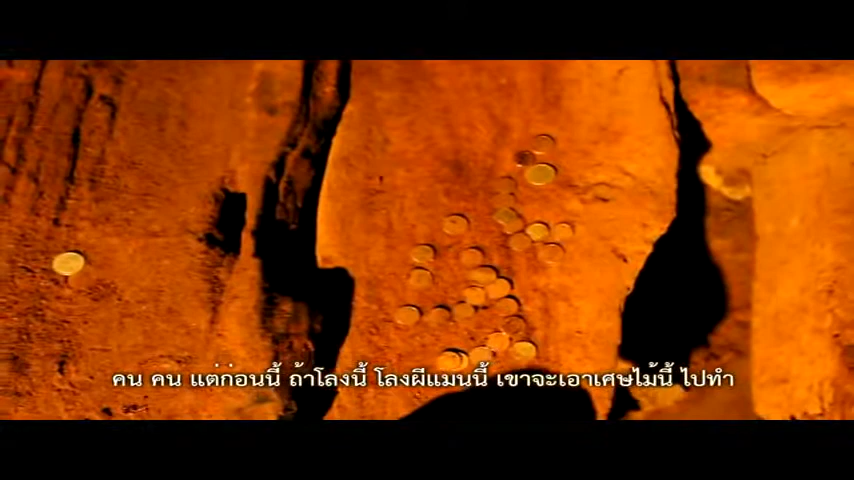 คน คน แต่ก่อนนี้ ถ้าโลงนี้ โลงผีแมนนี้ เขาจะเอาเศษไม้นี้ ไปทำ